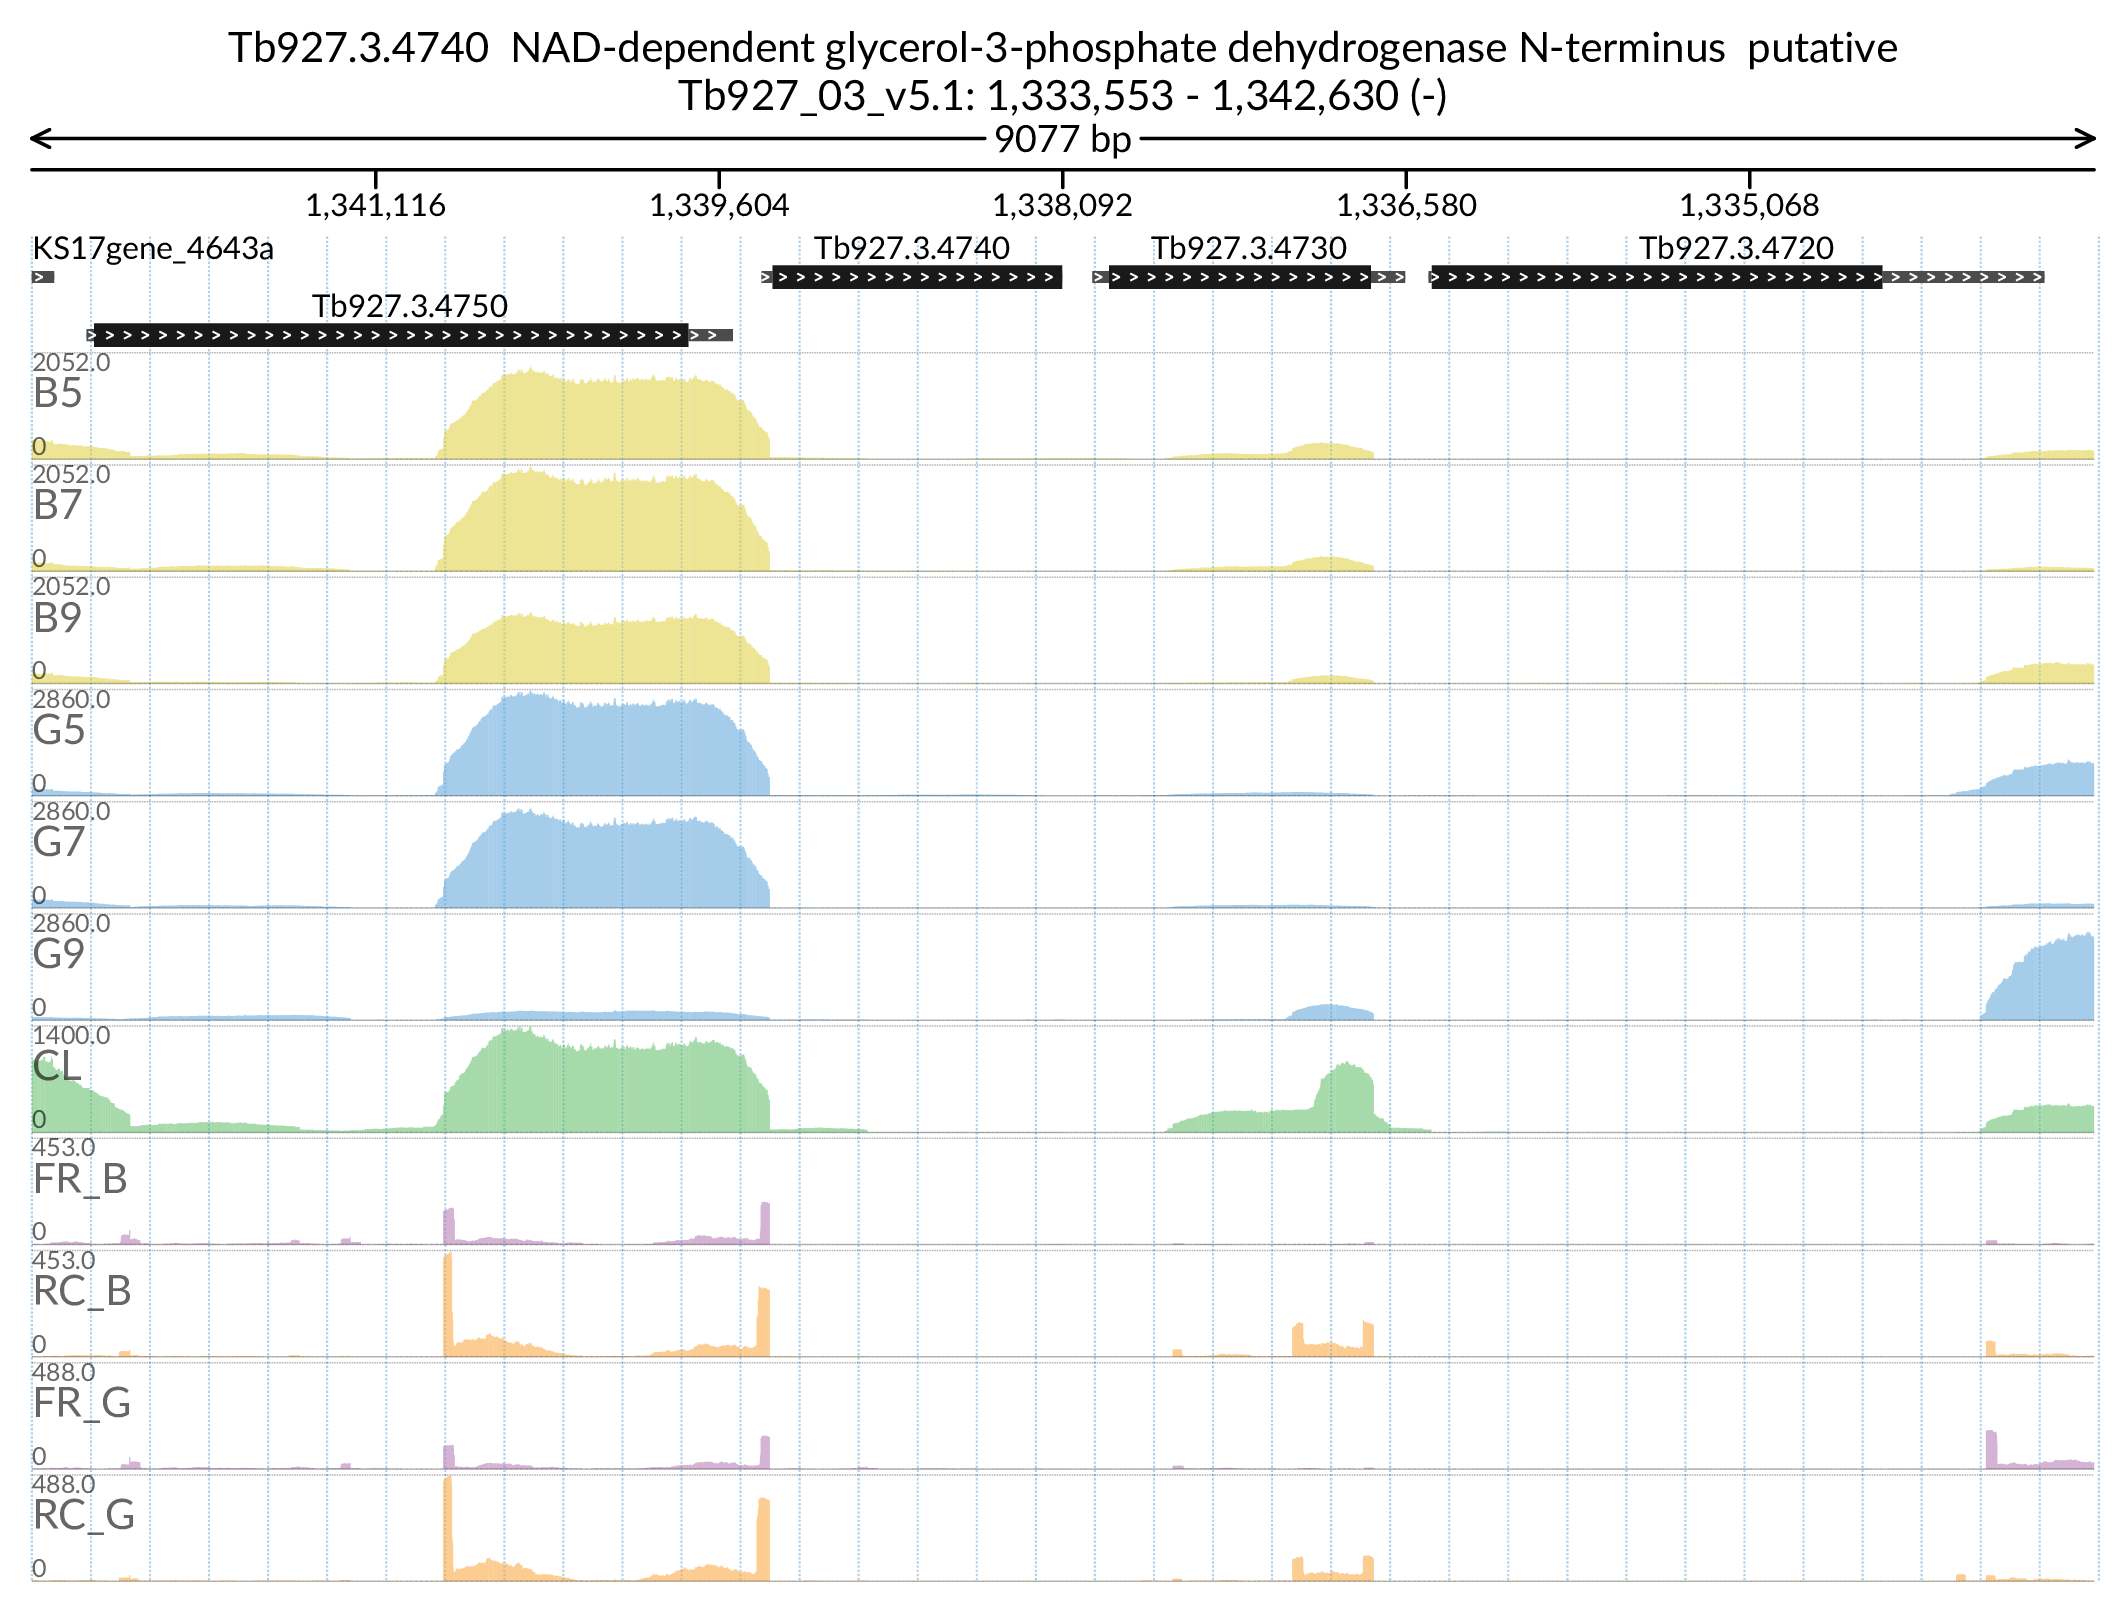 Tb927.3.4740  NAD-dependent glycerol-3-phosphate dehydrogenase N-terminus  putative
Tb927_03_v5.1: 1,333,553 - 1,342,630 (-)
9077 bp
1,341,116 1,339,604 1,338,092 1,336,580 1,335,068
KS17gene_4643a Tb927.3.4740 Tb927.3.4730 Tb927.3.4720
Tb927.3.4750
2052.0
B5
0
2052.0
B7
0
2052.0
B9
0
2860.0
G5
0
2860.0
G7
0
2860.0
G9
0
1400.0
CL
0
453.0
FR_B
0
453.0
RC_B
0
488.0
FR_G
0
488.0
RC_G
0